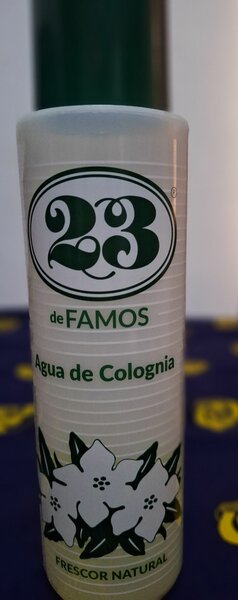 23
®
de FAMOS
Agua de Colognia
FRESCOR NATURAL